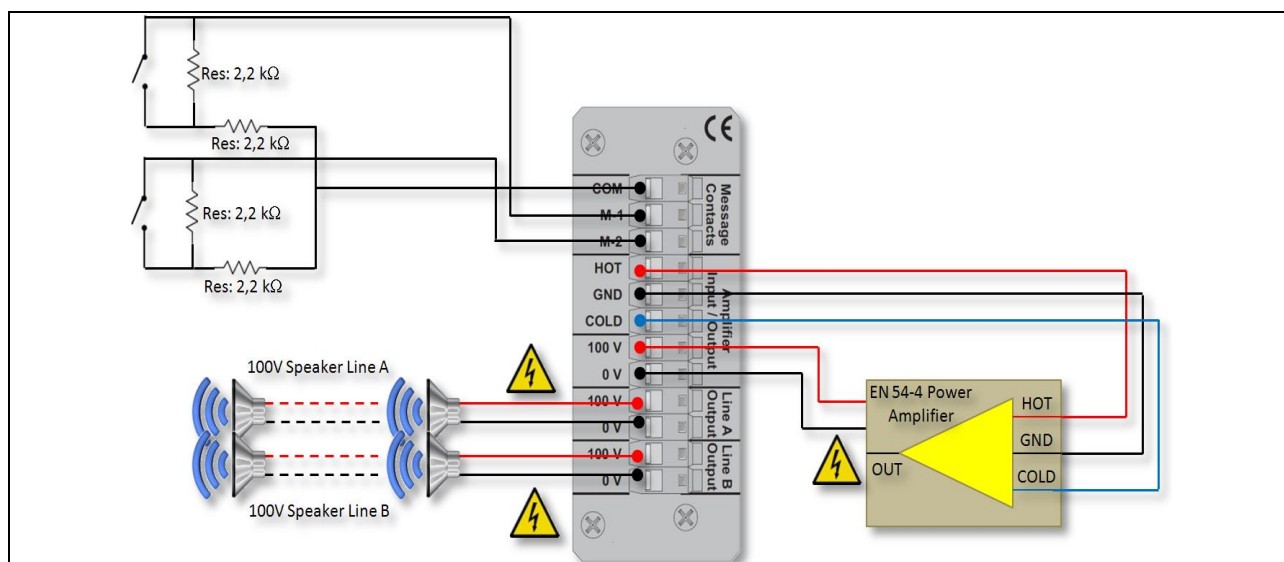 Res: 2,2 kΩ
Res: 2,2 kΩ
Res: 2,2 kΩ
Res: 2,2 kΩ
CE
COM
M-1
M-2
Message
Contacts
HOT
GND
COLD
100 V
0 V
Amplifier
Input / Output
100 V
0 V
Line A
Output
100 V
0 V
Line B
Output
100V Speaker Line A
100V Speaker Line B
EN 54-4 Power
Amplifier
HOT
GND
COLD
OUT